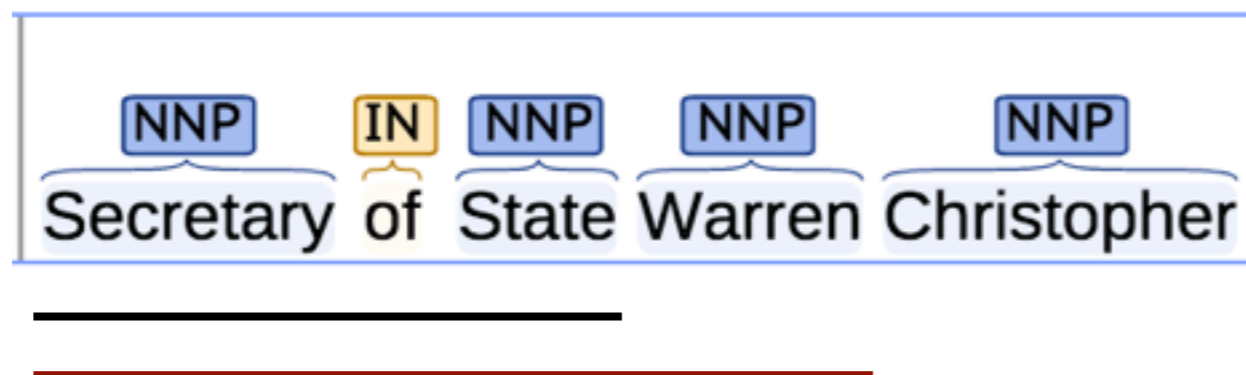 NNP IN NNP NNP NNP
Secretary of State Warren Christopher